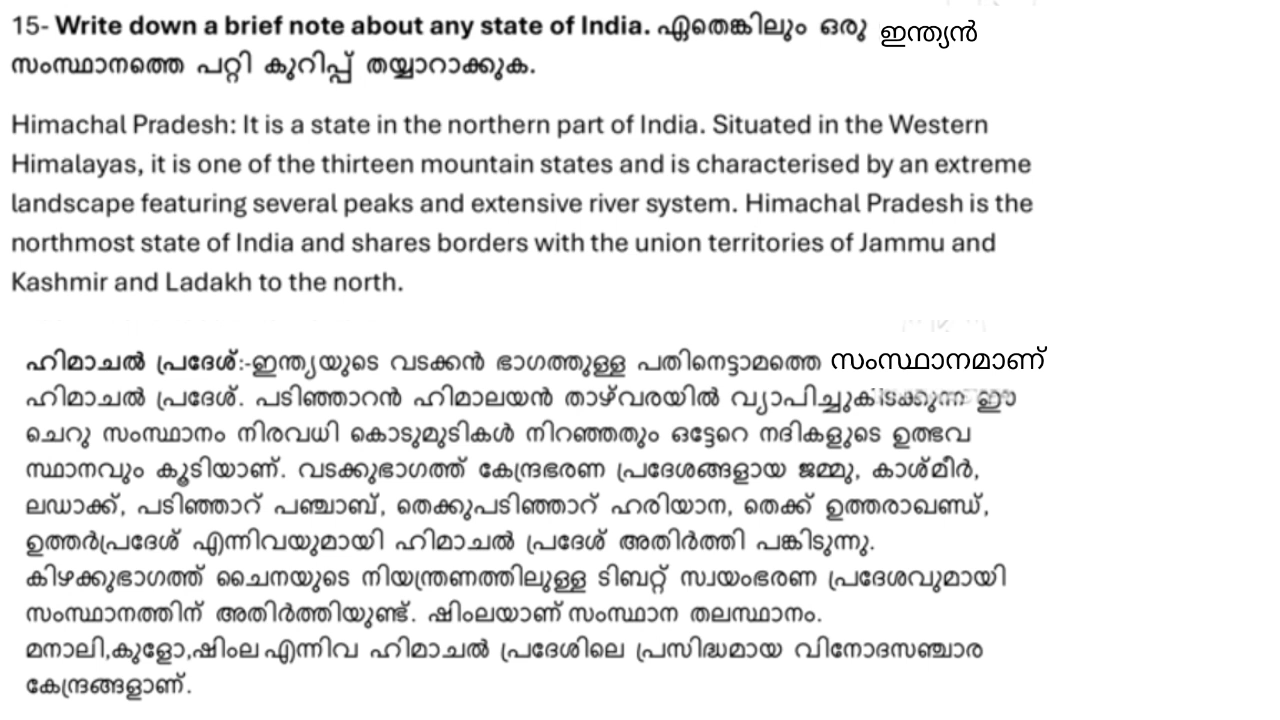 15- Write down a brief note about any state of India. ഏതെങ്കിലും ഒരു ഇന്ത്യൻ
സംസ്ഥാനത്തെ പറ്റി കുറിപ്പ് തയ്യാറാക്കുക.
Himachal Pradesh: It is a state in the northern part of India. Situated in the Western
Himalayas, it is one of the thirteen mountain states and is characterised by an extreme
landscape featuring several peaks and extensive river system. Himachal Pradesh is the
northmost state of India and shares borders with the union territories of Jammu and
Kashmir and Ladakh to the north.
ഹിമാചൽ പ്രദേശ്:-ഇന്ത്യയുടെ വടക്കൻ ഭാഗത്തുള്ള പതിനെട്ടാമത്തെ സംസ്ഥാനമാണ്
ഹിമാചൽ പ്രദേശ്. പടിഞ്ഞാറൻ ഹിമാലയൻ താഴ്‌വരയിൽ വ്യാപിച്ചുകിടക്കുന്ന ഈ
ചെറു സംസ്ഥാനം നിരവധി കൊടുമുടികൾ നിറഞ്ഞതും ഒട്ടേറെ നദികളുടെ ഉത്ഭവ
സ്ഥാനവും കൂടിയാണ്. വടക്കുഭാഗത്ത് കേന്ദ്രഭരണ പ്രദേശങ്ങളായ ജമ്മു, കാശ്മീർ,
ലഡാക്ക്, പടിഞ്ഞാറ് പഞ്ചാബ്, തെക്കുപടിഞ്ഞാറ് ഹരിയാന, തെക്ക് ഉത്തരാഖണ്ഡ്,
ഉത്തർപ്രദേശ് എന്നിവയുമായി ഹിമാചൽ പ്രദേശ് അതിർത്തി പങ്കിടുന്നു.
കിഴക്കുഭാഗത്ത് ചൈനയുടെ നിയന്ത്രണത്തിലുള്ള ടിബറ്റ് സ്വയംഭരണ പ്രദേശവുമായി
സംസ്ഥാനത്തിന് അതിർത്തിയുണ്ട്. ഷിംലയാണ് സംസ്ഥാന തലസ്ഥാനം.
മനാലി,കുളോ,ഷിംല എന്നിവ ഹിമാചൽ പ്രദേശിലെ പ്രസിദ്ധമായ വിനോദസഞ്ചാര
കേന്ദ്രങ്ങളാണ്.